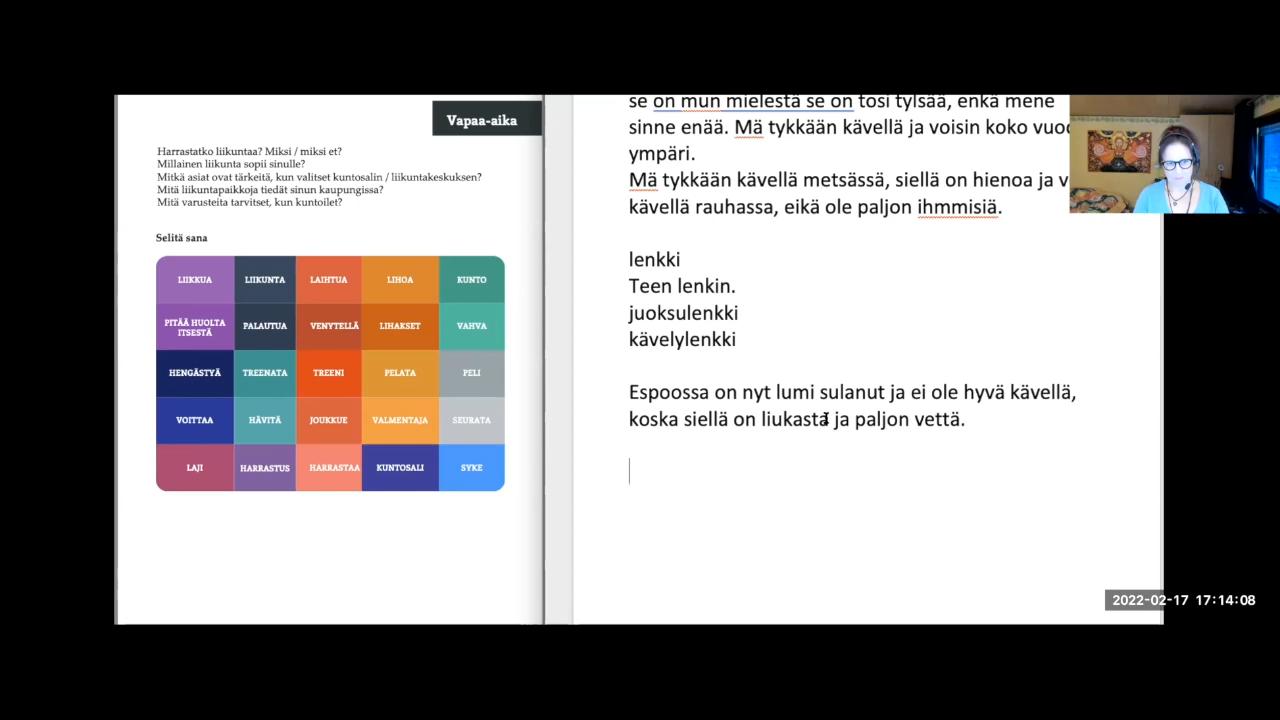 Vapaa-aika
Harrastatko liikuntaa? Miksi / miksi et?
Millainen liikunta sopii sinulle?
Mitkä asiat ovat tärkeitä, kun valitset kuntosalin / liikuntakeskuksen?
Mitä liikuntapaikkoja tiedät sinun kaupungissa?
Mitä varusteita tarvitset, kun kuntoilet?
Selitä sana
LIIKKUA LIIKUNTA LAIHTUA LIHOA KUNTO
PITÄÄ HUOLTA ITSESTÄ PALAUTUA VENYTELLÄ LIHAKSET VAHVA
HENGÄSTYÄ TREENATA TREENI PELATA PELI
VOITTAA HÄVITÄ JOUKKUE VALMENTAJA SEURATA
LAJI HARRASTUS HARRASTAA KUNTOSALI SYKE
se on mun mielestä se on tosi tylsää, enkä mene
sinne enää. Mä tykkään kävellä ja voisin koko vuo
ympäri.
Mä tykkään kävellä metsässä, siellä on hienoa ja v
kävellä rauhassa, eikä ole paljon ihmmisiä.
lenkki
Teen lenkin.
juoksulenkki
kävelylenkki
Espoossa on nyt lumi sulanut ja ei ole hyvä kävellä,
koska siellä on liukasta ja paljon vettä.
2022-02-17 17:14:08